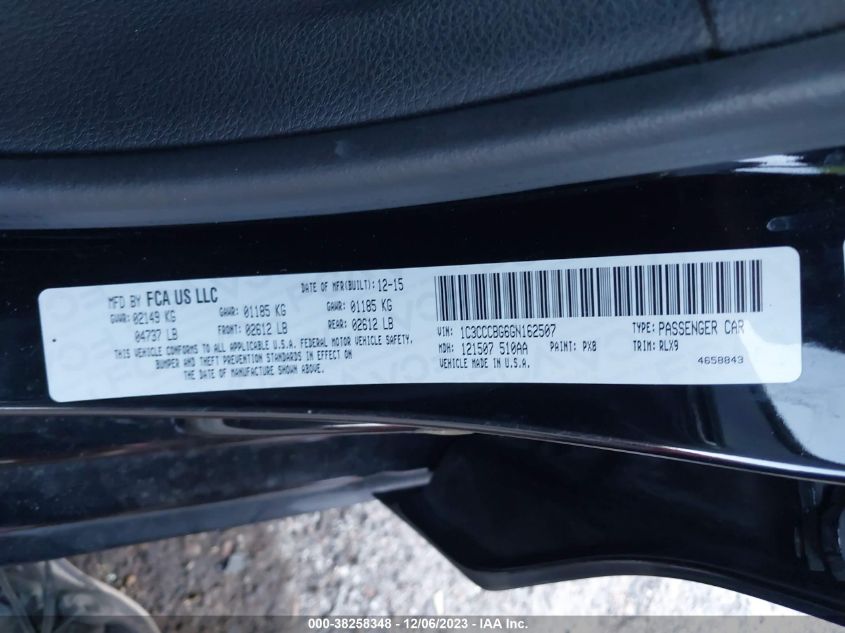 MFD BY FCA US LLC DATE OF MFR(BUILT): 12-15
GVWR: 02149 KG GAWR: 01185 KG GAWR: 01185 KG
04737 LB FRONT: 02612 LB REAR: 02612 LB
THIS VEHICLE CONFORMS TO ALL APPLICABLE FEDERAL MOTOR VEHICLE SAFETY,
BUMPER AND THEFT PREVENTION STANDARDS IN EFFECT ON
THE DATE OF MANUFACTURE SHOWN ABOVE.
VIN: 1C3CCCBG6GN162507 TYPE: PASSENGER CAR
MDH: 121507 510AA PAINT: PX8 TRIM: RLX9
VEHICLE MADE IN U.S.A. 4658843
000-38258348 - 12/06/2023 - IAA Inc.